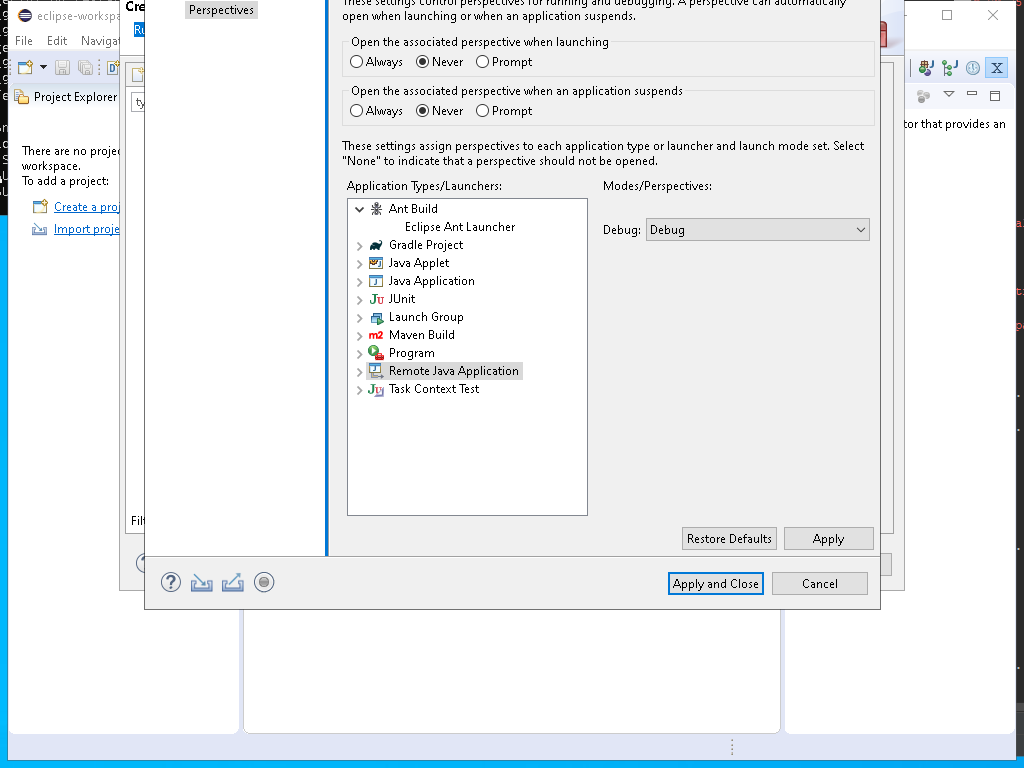 eclipse-workspa
Cre
Ru
Perspectives
These settings control perspectives for running and debugging. A perspective can automatically
open when launching or when an application suspends.
File Edit Navigat
Open the associated perspective when launching
Always Never Prompt
Project Explorer
Open the associated perspective when an application suspends
Always Never Prompt
ty
tor that provides an
There are no projec
workspace.
To add a project:
Create a proj
Import proje
These settings assign perspectives to each application type or launcher and launch mode set. Select
"None" to indicate that a perspective should not be opened.
Application Types/Launchers:
Modes/Perspectives:
Ant Build
Eclipse Ant Launcher
Gradle Project
Java Applet
Java Application
JUnit
Launch Group
Maven Build
Program
Remote Java Application
Task Context Test
Debug: Debug
Filt
Restore Defaults Apply
Apply and Close Cancel